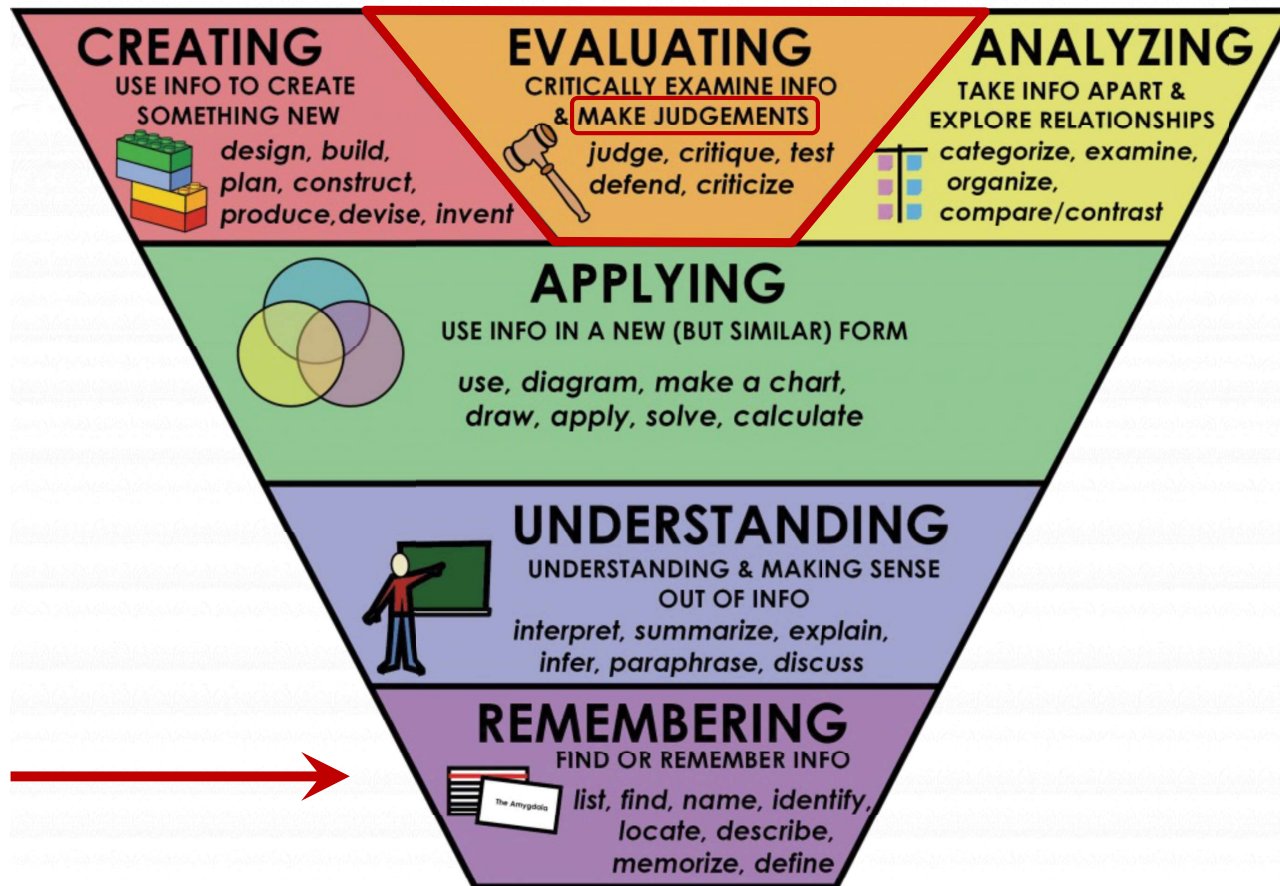 CREATING
USE INFO TO CREATE
SOMETHING NEW
design, build,
plan, construct,
produce,devise, invent
EVALUATING
CRITICALLY EXAMINE INFO
& MAKE JUDGEMENTS
judge, critique, test
defend, criticize
ANALYZING
TAKE INFO APART &
EXPLORE RELATIONSHIPS
categorize, examine,
organize,
compare/contrast
APPLYING
USE INFO IN A NEW (BUT SIMILAR) FORM
use, diagram, make a chart,
draw, apply, solve, calculate
UNDERSTANDING
UNDERSTANDING & MAKING SENSE
OUT OF INFO
interpret, summarize, explain,
infer, paraphrase, discuss
REMEMBERING
FIND OR REMEMBER INFO
The Amygdala
list, find, name, identify,
locate, describe,
memorize, define